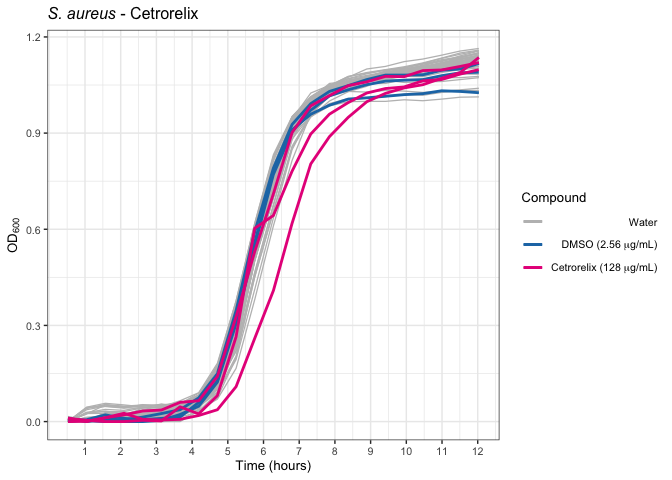 S. aureus - Cetrorelix
1.2
0.9
0.6
0.3
0.0
OD600
1 2 3 4 5 6 7 8 9 10 11 12
Time (hours)
Compound
Water
DMSO (2.56 μg/mL)
Cetrorelix (128 μg/mL)